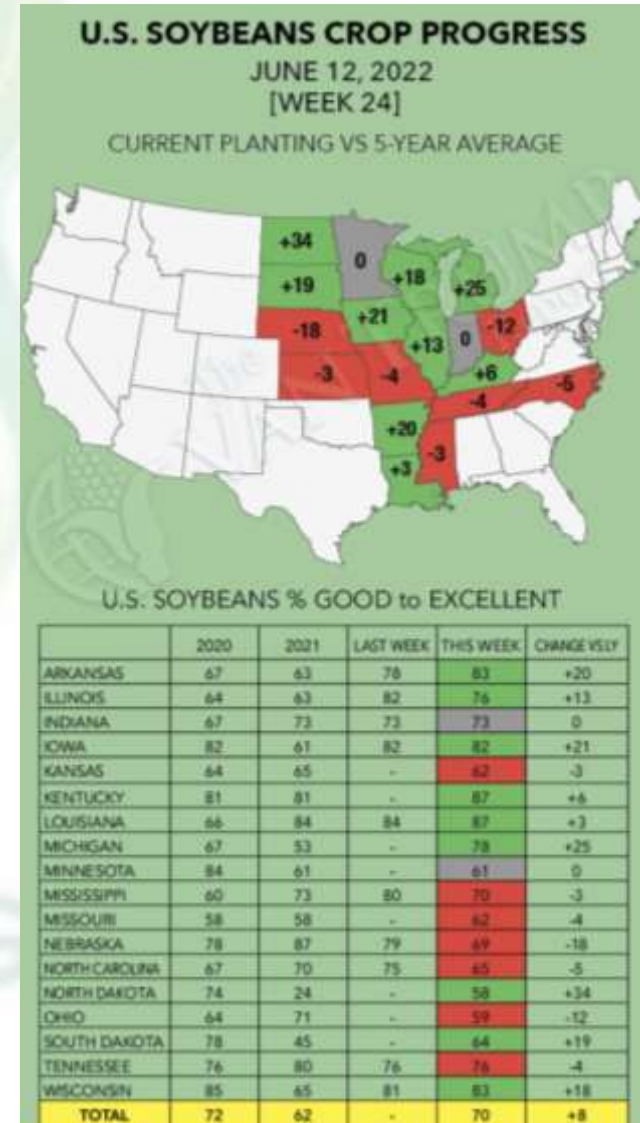 U.S. SOYBEANS CROP PROGRESS
JUNE 12, 2022
[WEEK 24]
CURRENT PLANTING VS 5-YEAR AVERAGE
+34
0
+18
+19
+25
+21
-18
-12
+13
0
-3
-4
+6
-5
-4
+20
-3
+3
U.S. SOYBEANS % GOOD to EXCELLENT
2020 2021 LAST WEEK THIS WEEK CHANGE VS LY
ARKANSAS 67 63 78 83 +20
ILLINOIS 64 63 82 76 +13
INDIANA 67 73 73 73 0
IOWA 82 61 82 82 +21
KANSAS 64 65 - 62 -3
KENTUCKY 81 81 - 87 +6
LOUISIANA 66 84 84 87 +3
MICHIGAN 67 53 - 78 +25
MINNESOTA 84 61 - 61 0
MISSISSIPPI 60 73 80 70 -3
MISSOURI 58 58 - 62 -4
NEBRASKA 78 87 79 69 -18
NORTH CAROLINA 67 70 75 65 -5
NORTH DAKOTA 74 24 - 58 +34
OHIO 64 71 - 59 -12
SOUTH DAKOTA 78 45 - 64 +19
TENNESSEE 76 80 76 76 -4
WISCONSIN 85 65 81 83 +18
TOTAL 72 62 - 70 +8